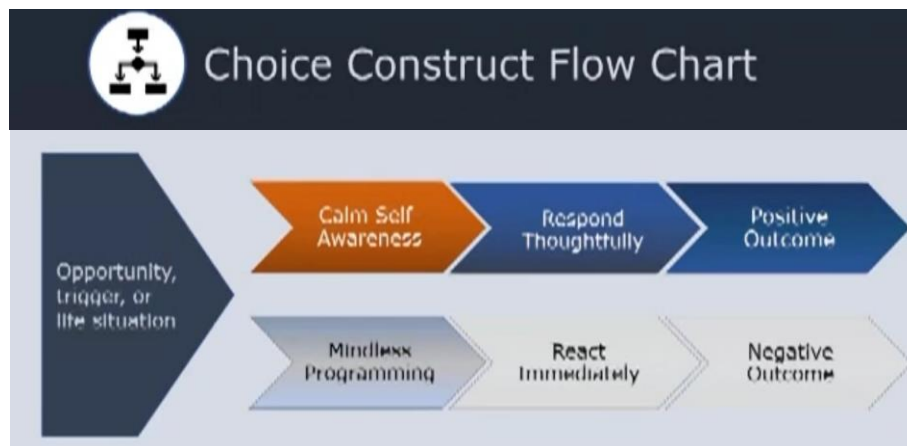 Choice Construct Flow Chart
Opportunity,
trigger, or
life situation
Calm Self
Awareness
Respond
Thoughtfully
Positive
Outcome
Mindless
Programming
React
Immediately
Negative
Outcome